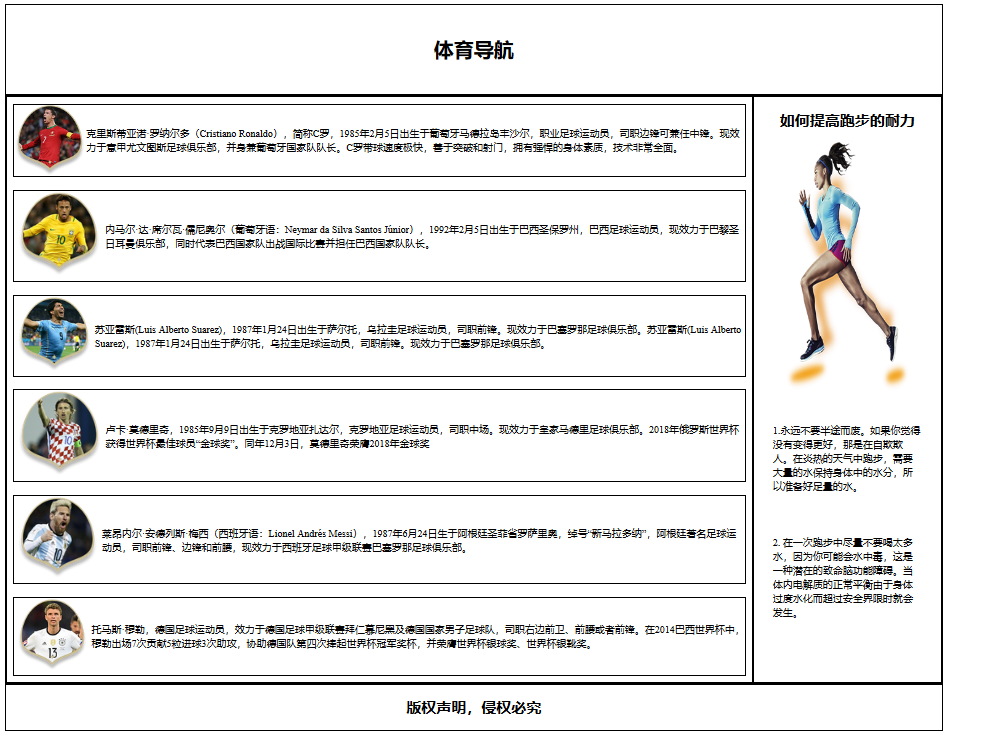 体育导航
克里斯蒂亚诺·罗纳尔多（Cristiano Ronaldo），简称C罗，1985年2月5日出生于葡萄牙马德拉岛丰沙尔，职业足球运动员，司职边锋可兼任中锋。现效
力于意甲尤文图斯足球俱乐部，并身兼葡萄牙国家队队长。C罗带球速度极快，善于突破和射门，拥有强悍的身体素质，技术非常全面。
内马尔·达·席尔瓦·儒尼奥尔（葡萄牙语：Neymar da Silva Santos Júnior），1992年2月5日出生于巴西圣保罗州，巴西足球运动员，现效力于巴黎圣
日耳曼俱乐部，同时代表巴西国家队出战国际比赛并担任巴西国家队队长。
苏亚雷斯(Luis Alberto Suarez)，1987年1月24日出生于萨尔托，乌拉圭足球运动员，司职前锋。现效力于巴塞罗那足球俱乐部。苏亚雷斯(Luis Alberto
Suarez)，1987年1月24日出生于萨尔托，乌拉圭足球运动员，司职前锋。现效力于巴塞罗那足球俱乐部。
卢卡·莫德里奇，1985年9月9日出生于克罗地亚扎达尔，克罗地亚足球运动员，司职中场。现效力于皇家马德里足球俱乐部。2018年俄罗斯世界杯
获得世界杯最佳球员“金球奖”。同年12月3日，莫德里奇荣膺2018年金球奖
莱昂内尔·安德列斯·梅西（西班牙语：Lionel Andrés Messi），1987年6月24日生于阿根廷圣菲省罗萨里奥，绰号“新马拉多纳”，阿根廷著名足球运
动员，司职前锋、边锋和前腰，现效力于西班牙足球甲级联赛巴塞罗那足球俱乐部。
托马斯·穆勒，德国足球运动员，效力于德国足球甲级联赛拜仁慕尼黑及德国国家男子足球队，司职右边前卫、前腰或者前锋。在2014巴西世界杯中，
穆勒出场7次贡献5粒进球3次助攻，协助德国队第四次捧起世界杯冠军奖杯，并荣膺世界杯银球奖、世界杯银靴奖。
如何提高跑步的耐力
1.永远不要半途而废。如果你觉得
没有变得更好，那是在自欺欺
人。在炎热的天气中跑步，需要
大量的水保持身体中的水分，所
以准备好足量的水。
2. 在一次跑步中尽量不要喝太多
水，因为你可能会水中毒，这是
一种潜在的致命脑功能障碍。当
体内电解质的正常平衡由于身体
过度水化而超过安全界限时就会
发生。
版权声明，侵权必究